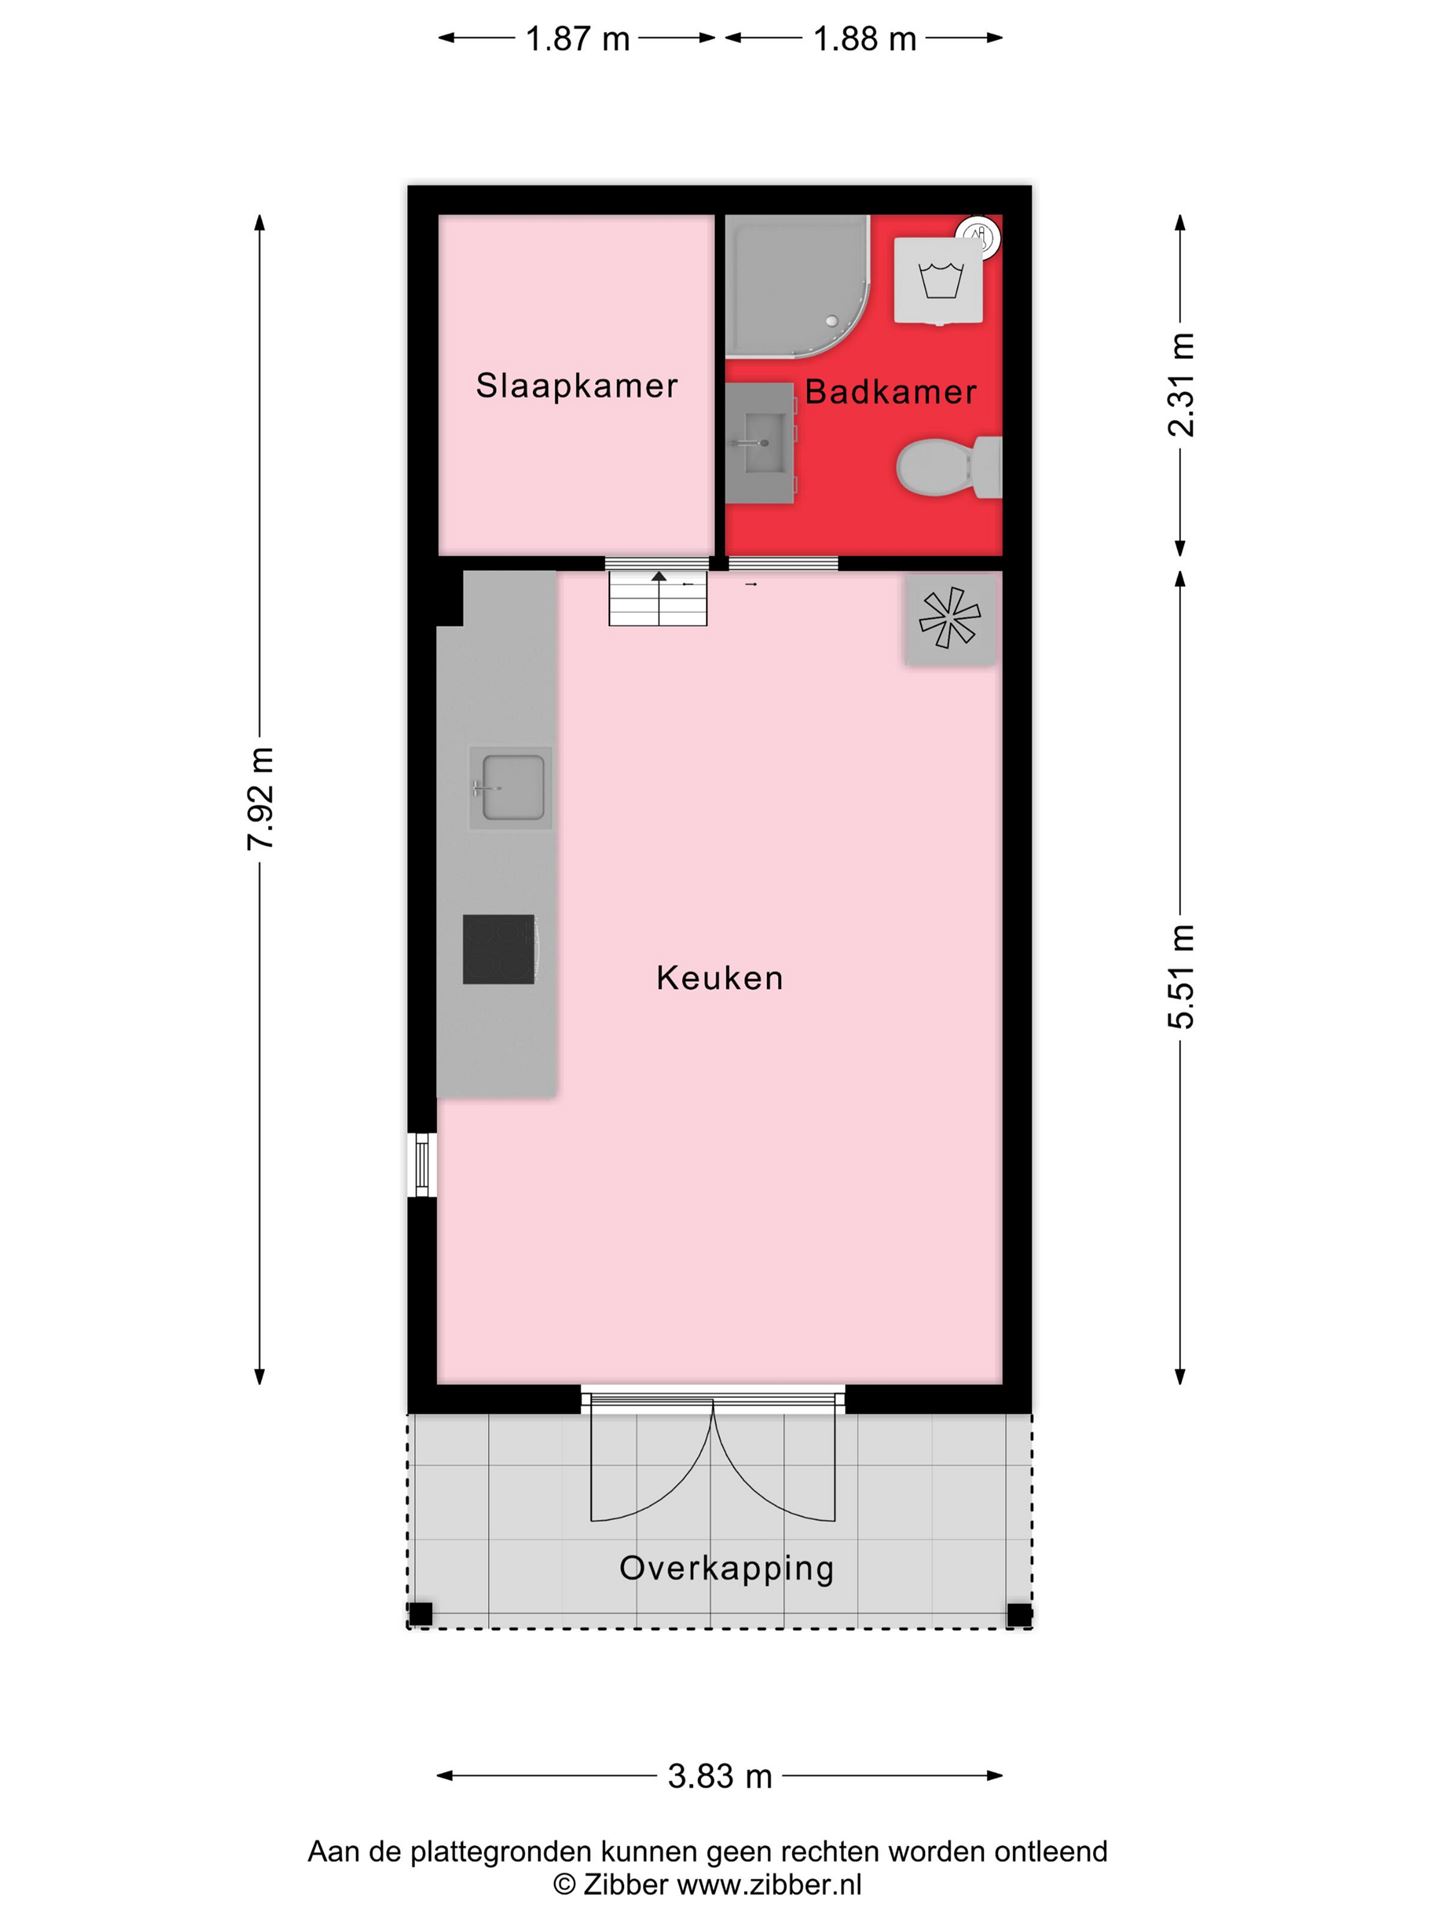 1.87 m
1.88 m
Slaapkamer
Badkamer
2.31 m
7.92 m
Keuken
5.51 m
Overkapping
3.83 m
Aan de plattegronden kunnen geen rechten worden ontleend
© Zibber www.zibber.nl